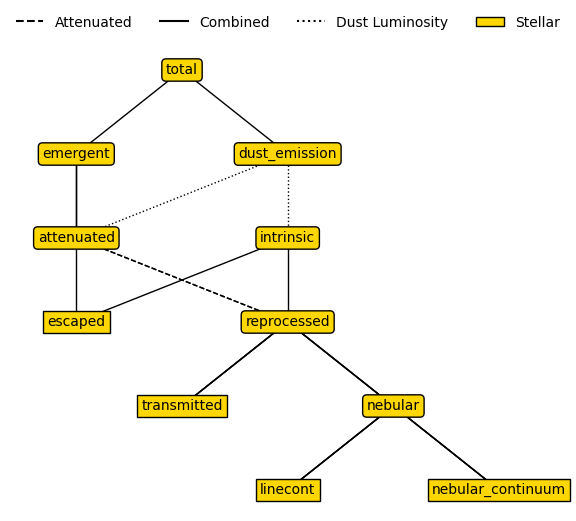 Attenuated Combined Dust Luminosity Stellar
total
emergent dust_emission
attenuated intrinsic
escaped reprocessed
transmitted nebular
linecont nebular_continuum